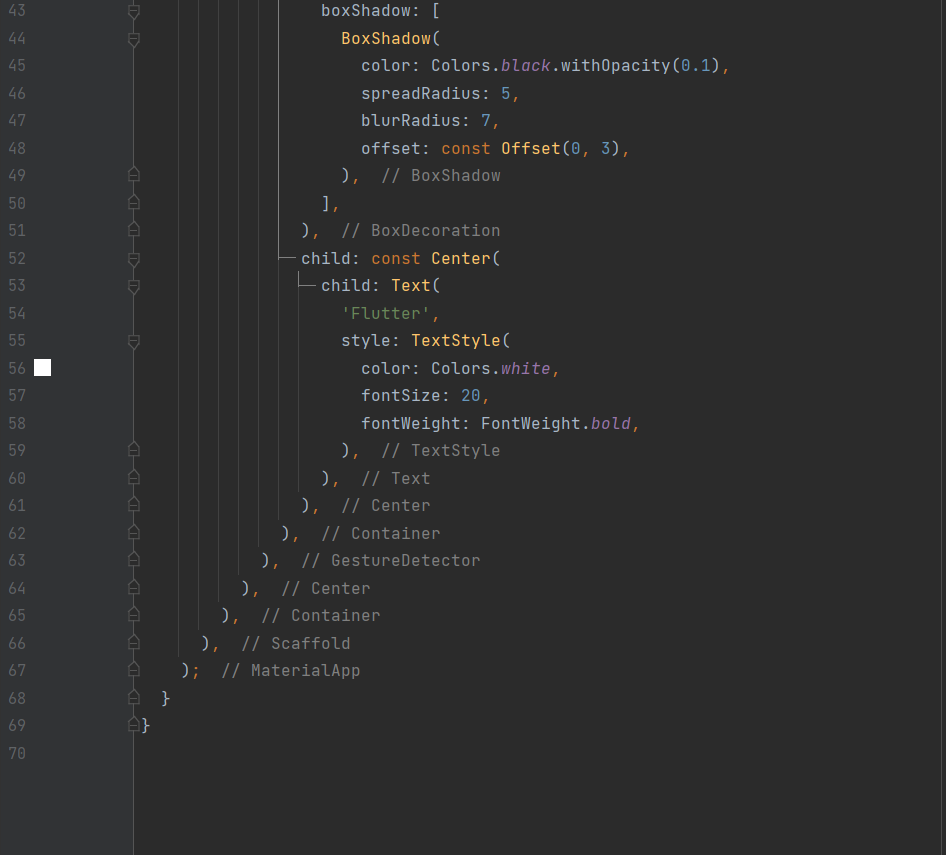 43 boxShadow: [
44 BoxShadow(
45 color: Colors.black.withOpacity(0.1),
46 spreadRadius: 5,
47 blurRadius: 7,
48 offset: const Offset(0, 3),
49 ), // BoxShadow
50 ],
51 ), // BoxDecoration
52 child: const Center(
53 child: Text(
54 'Flutter',
55 style: TextStyle(
56 color: Colors.white,
57 fontSize: 20,
58 fontWeight: FontWeight.bold,
59 ), // TextStyle
60 ), // Text
61 ), // Center
62 ), // Container
63 ), // GestureDetector
64 ), // Center
65 ), // Container
66 ), // Scaffold
67 ); // MaterialApp
68 }
69 }
70